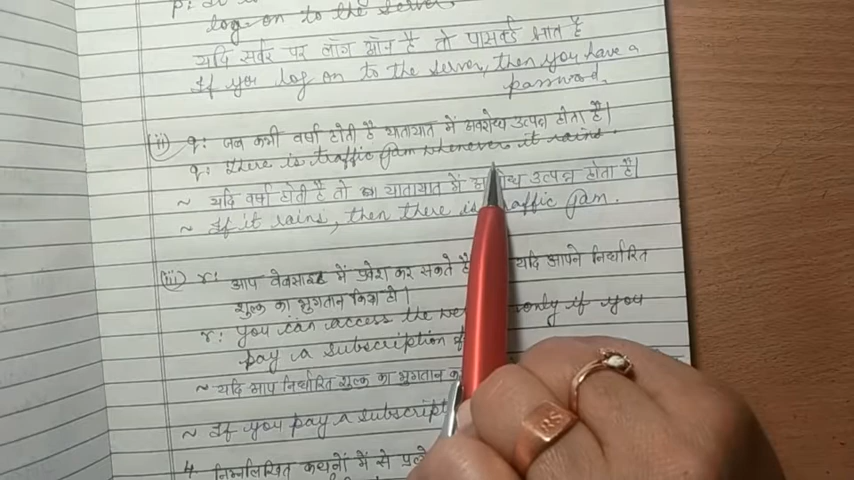 p: It is
log on to the server
यदि सर्वर पर लॉग ऑन है तो पासवर्ड ज्ञात है
If you log on to the server, then you have a
password.
(ii) q: जब कभी वर्षा होती है यातायात में अवरोध उत्पन्न होता है।
q: There is traffic Jam whenever it rains.
~ यदि वर्षा होती है तो यातायात में अवरोध उत्पन्न होता है।
~ If it rains, then there is traffic Jam.
(iii) r: आप वेबसाइट में प्रवेश कर सकते है यदि आपने निर्धारित
शुल्क का भुगतान किया हो।
r: You can access the only if you
pay a subscription
~ यदि आप निर्धारित शुल्क का भुगतान
~ If you pay a
4. निम्नलिखित कथनों में से